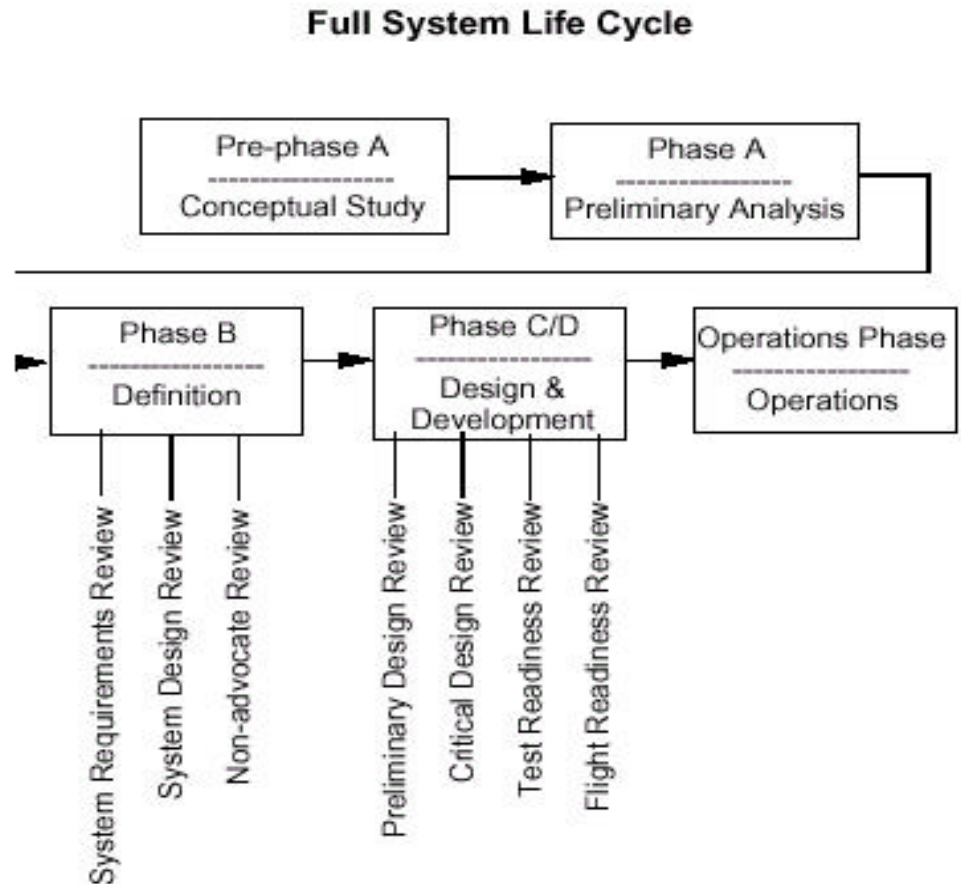 Full System Life Cycle
Pre-phase A
------------------
Conceptual Study
Phase A
-----------------
Preliminary Analysis
Phase B
-----------------
Definition
Phase C/D
-----------------
Design &
Development
Operations Phase
-----------------
Operations
System Requirements Review
System Design Review
Non-advocate Review
Preliminary Design Review
Critical Design Review
Test Readiness Review
Flight Readiness Review